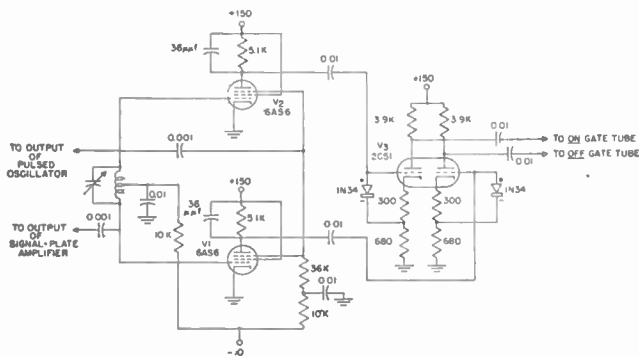 +150
36µµf
5.1K
0.01
V2
6AS6
+150
3.9K
3.9K
0.01
TO ON GATE TUBE
TO OFF GATE TUBE
0.01
0.001
TO OUTPUT
OF
PULSED
OSCILLATOR
V3
2C51
1N34
1N34
+150
36
µµf
5.1K
0.01
0.01
300
300
TO OUTPUT
OF
SIGNAL-PLATE
AMPLIFIER
0.001
10K
V1
6AS6
680
680
36K
0.01
10K